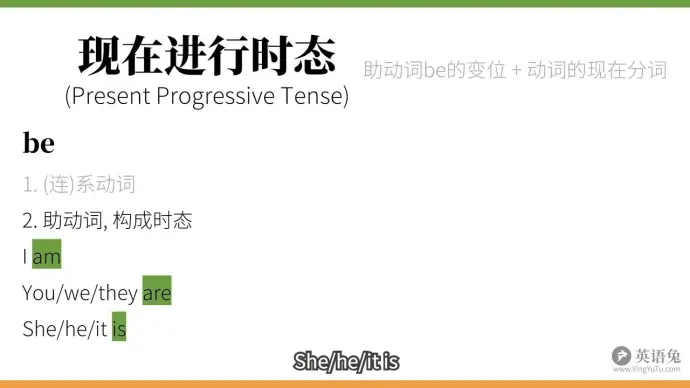 现在进行时态
助动词be的变位 + 动词的现在分词
(Present Progressive Tense)
be
1. (连)系动词
2. 助动词, 构成时态
I am
You/we/they are
She/he/it is
She/he/it is
英语兔
www.YingYuTu.com